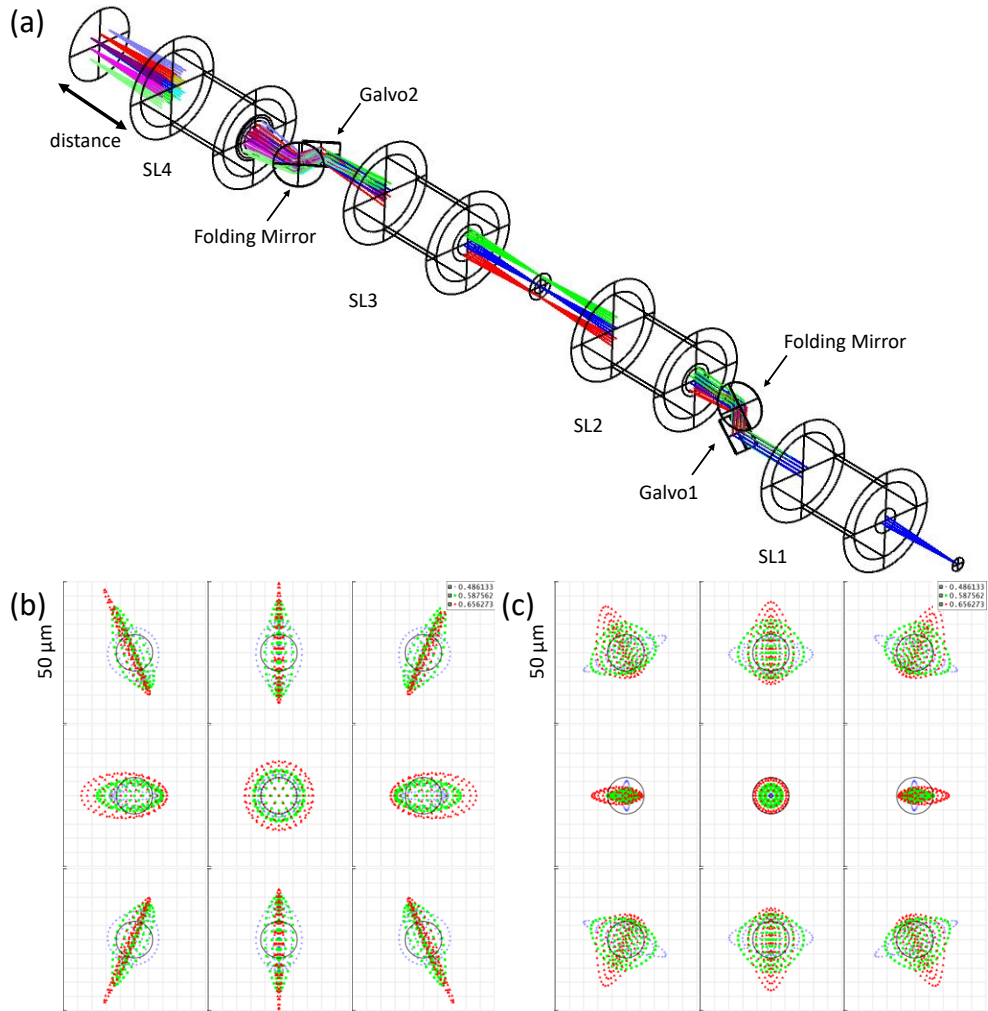 (a)
Galvo2
distance
SL4
Folding Mirror
SL3
Folding Mirror
SL2
Galvo1
SL1
(b)
0.486133
0.587562
0.656273
50 µm
(c)
0.486133
0.587562
0.656273
50 µm